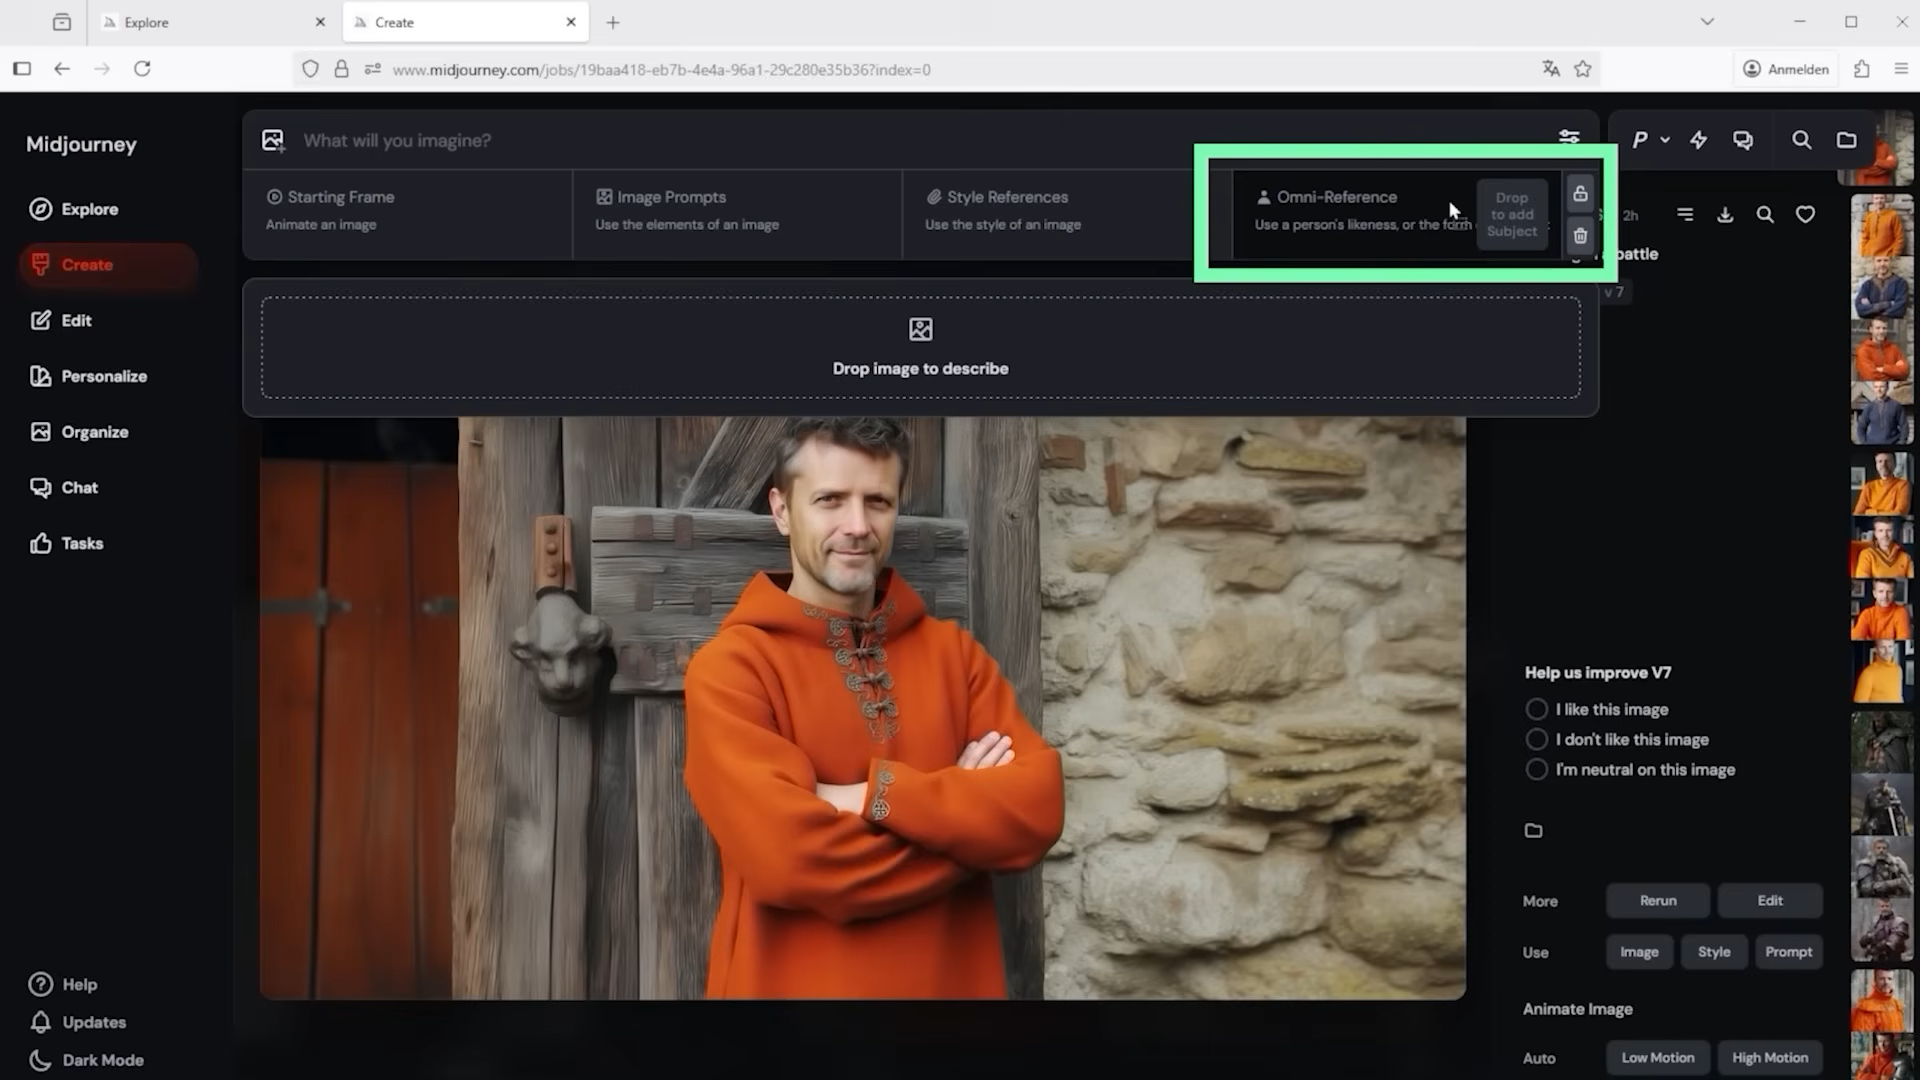 Explore
Create
www.midjourney.com/jobs/19baa418-eb7b-4e4a-96a1-29c280e35b36?index=0
Anmelden
Midjourney
What will you imagine?
Explore
Create
Edit
Personalize
Organize
Chat
Tasks
Help
Updates
Dark Mode
Starting Frame
Animate an image
Image Prompts
Use the elements of an image
Style References
Use the style of an image
Omni-Reference
Use a person's likeness, or the form
Drop
to add
Subject
Drop image to describe
2h
battle
v 7
Help us improve V7
I like this image
I don't like this image
I'm neutral on this image
More
Rerun
Edit
Use
Image
Style
Prompt
Animate Image
Auto
Low Motion
High Motion